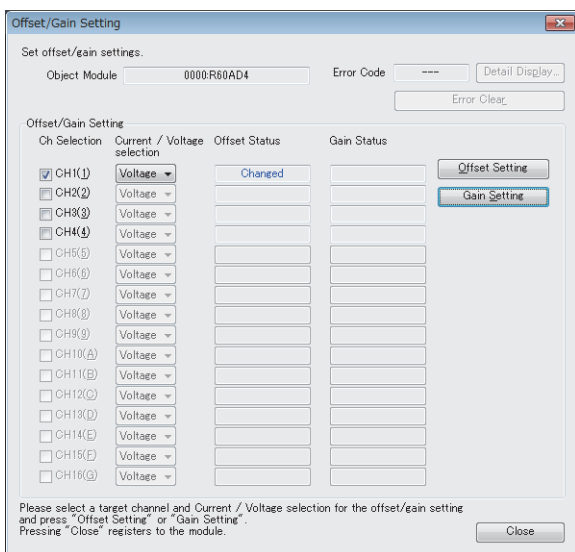 Offset/Gain Setting
Set offset/gain settings.
Object Module 0000:R60AD4 Error Code --- Detail Display...
Error Clear
Offset/Gain Setting
Ch Selection Current / Voltage selection Offset Status Gain Status
CH1(1) Voltage Changed Offset Setting
CH2(2) Voltage Gain Setting
CH3(3) Voltage
CH4(4) Voltage
CH5(5) Voltage
CH6(6) Voltage
CH7(7) Voltage
CH8(8) Voltage
CH9(9) Voltage
CH10(A) Voltage
CH11(B) Voltage
CH12(C) Voltage
CH13(D) Voltage
CH14(E) Voltage
CH15(F) Voltage
CH16(G) Voltage
Please select a target channel and Current / Voltage selection for the offset/gain setting
and press "Offset Setting" or "Gain Setting".
Pressing "Close" registers to the module.
Close